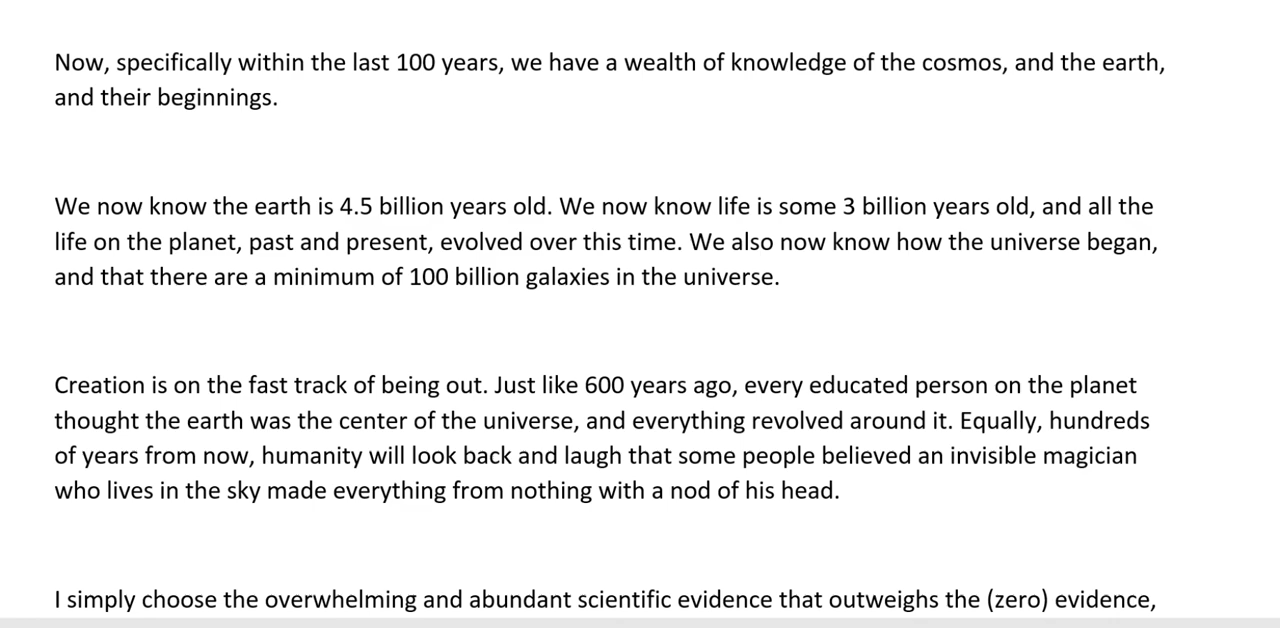 Now, specifically within the last 100 years, we have a wealth of knowledge of the cosmos, and the earth,
and their beginnings.
We now know the earth is 4.5 billion years old. We now know life is some 3 billion years old, and all the
life on the planet, past and present, evolved over this time. We also now know how the universe began,
and that there are a minimum of 100 billion galaxies in the universe.
Creation is on the fast track of being out. Just like 600 years ago, every educated person on the planet
thought the earth was the center of the universe, and everything revolved around it. Equally, hundreds
of years from now, humanity will look back and laugh that some people believed an invisible magician
who lives in the sky made everything from nothing with a nod of his head.
I simply choose the overwhelming and abundant scientific evidence that outweighs the (zero) evidence,